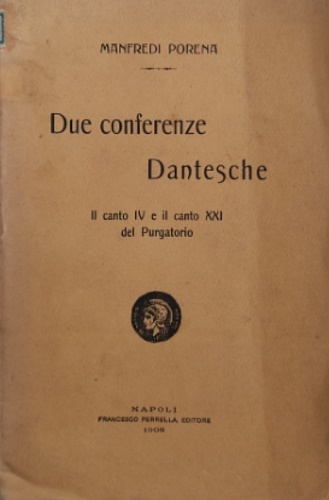 MANFREDI PORENA
Due conferenze
Dantesche
Il canto IV e il canto XXI
del Purgatorio
NAPOLI
FRANCESCO PERRELLA, EDITORE
1908